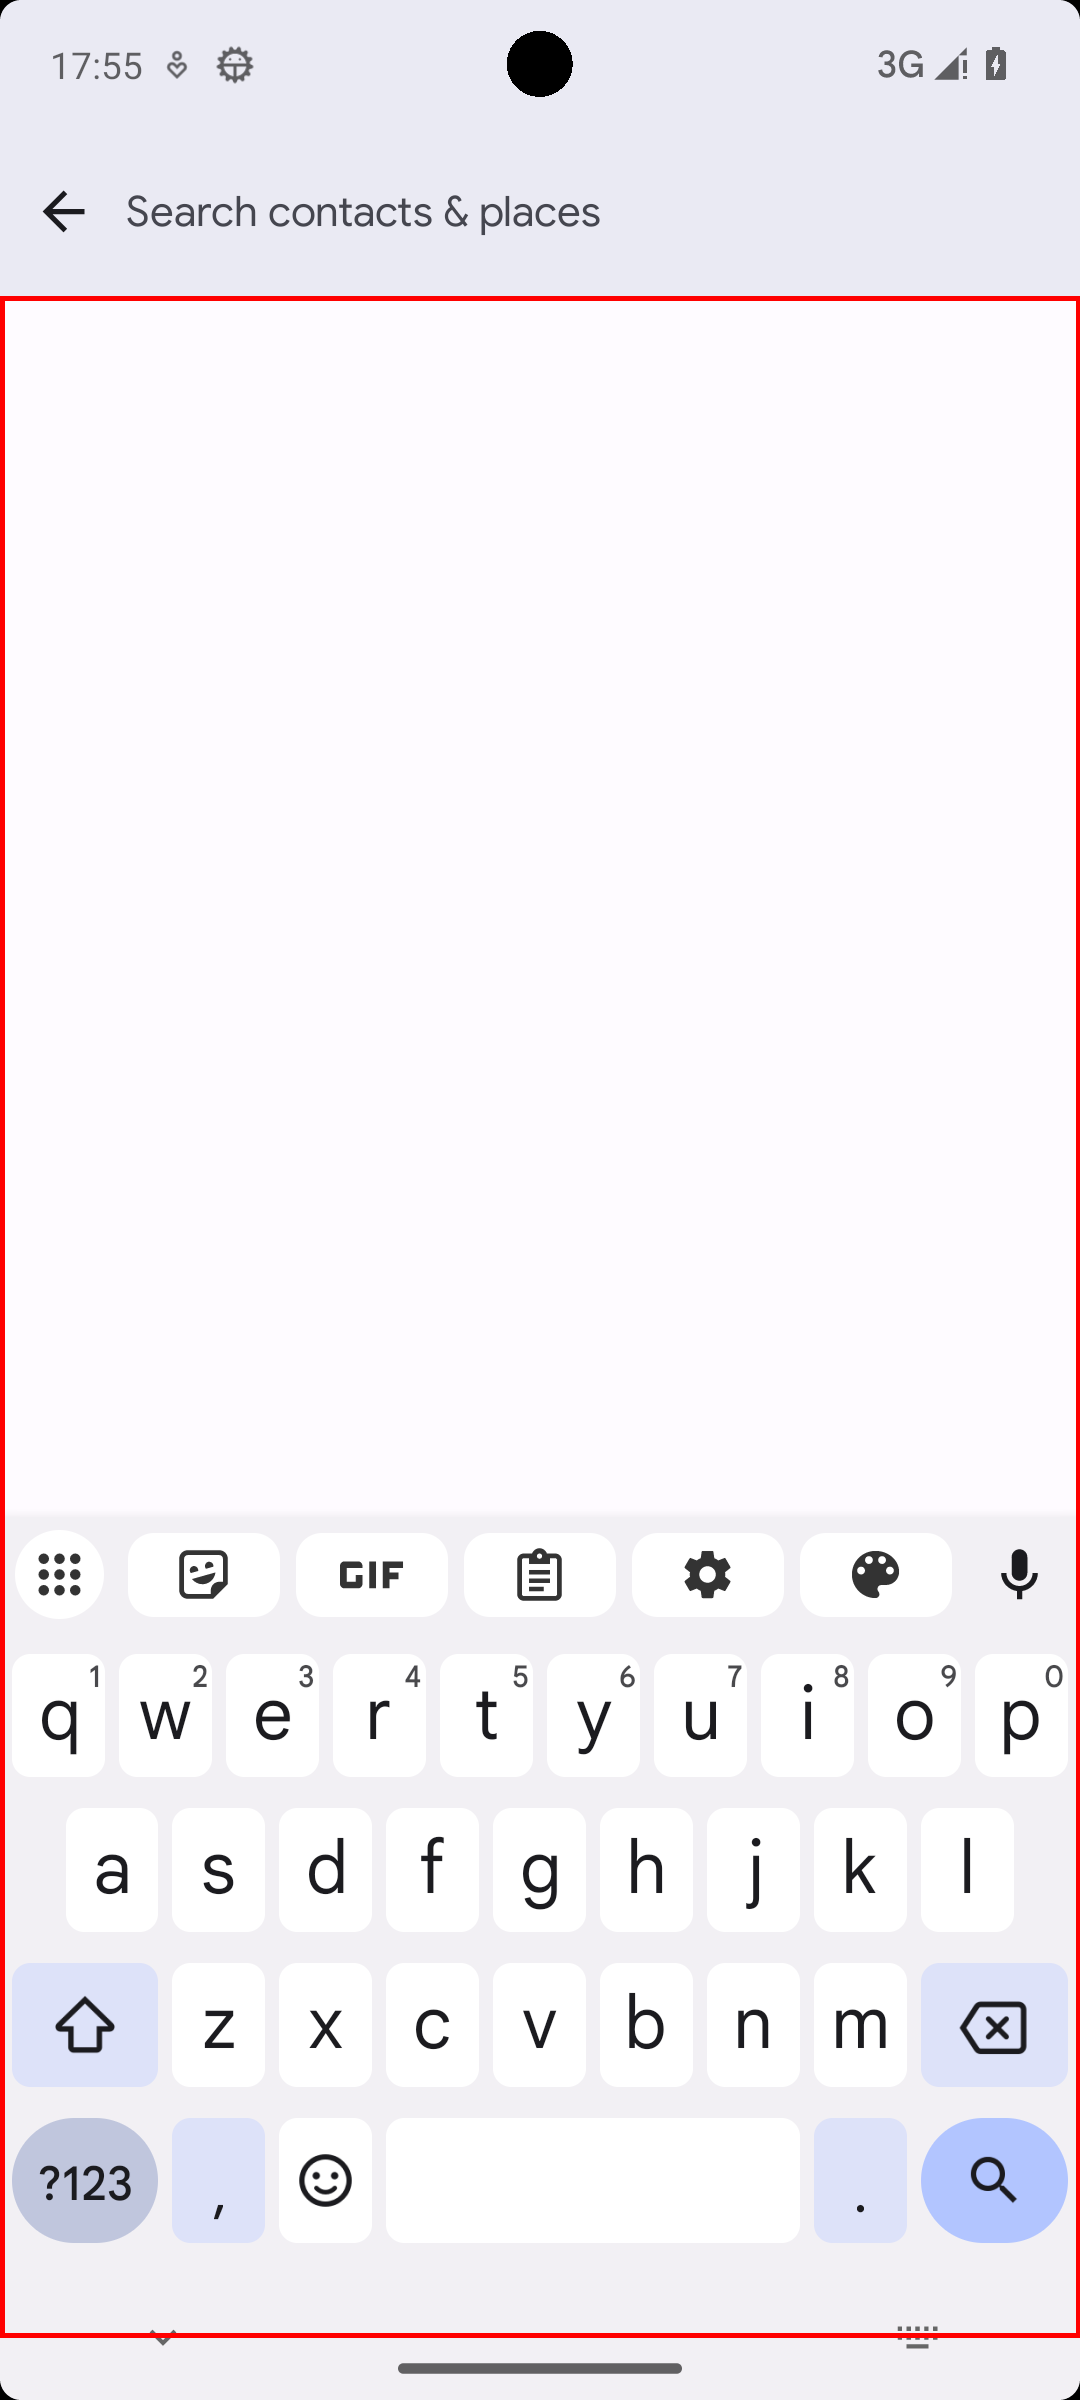 17:55 3G
Search contacts & places
GIF
q 1 w 2 e 3 r 4 t 5 y 6 u 7 i 8 o 9 p 0
a s d f g h j k l
z x c v b n m
?123 , .